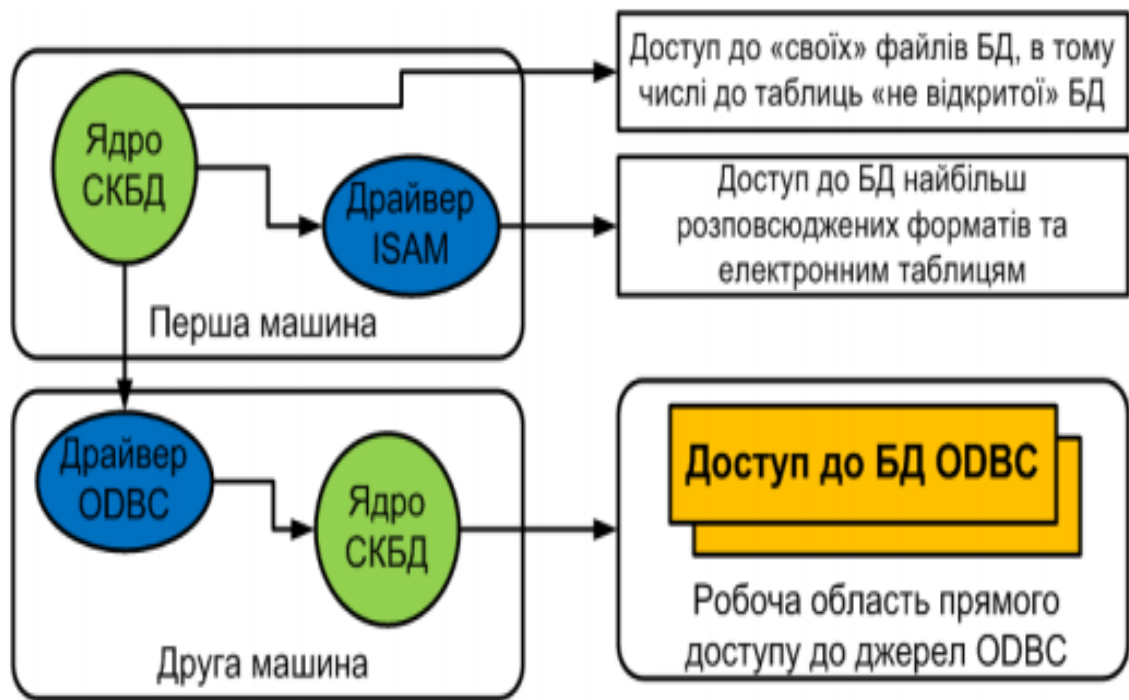 Доступ до «своїх» файлів БД, в тому
числі до таблиць «не відкритої» БД
Ядро
СКБД
Драйвер
ISAM
Доступ до БД найбільш
розповсюджених форматів та
електронним таблицям
Перша машина
Драйвер
ODBC
Ядро
СКБД
Друга машина
Доступ до БД ODBC
Робоча область прямого
доступу до джерел ODBC